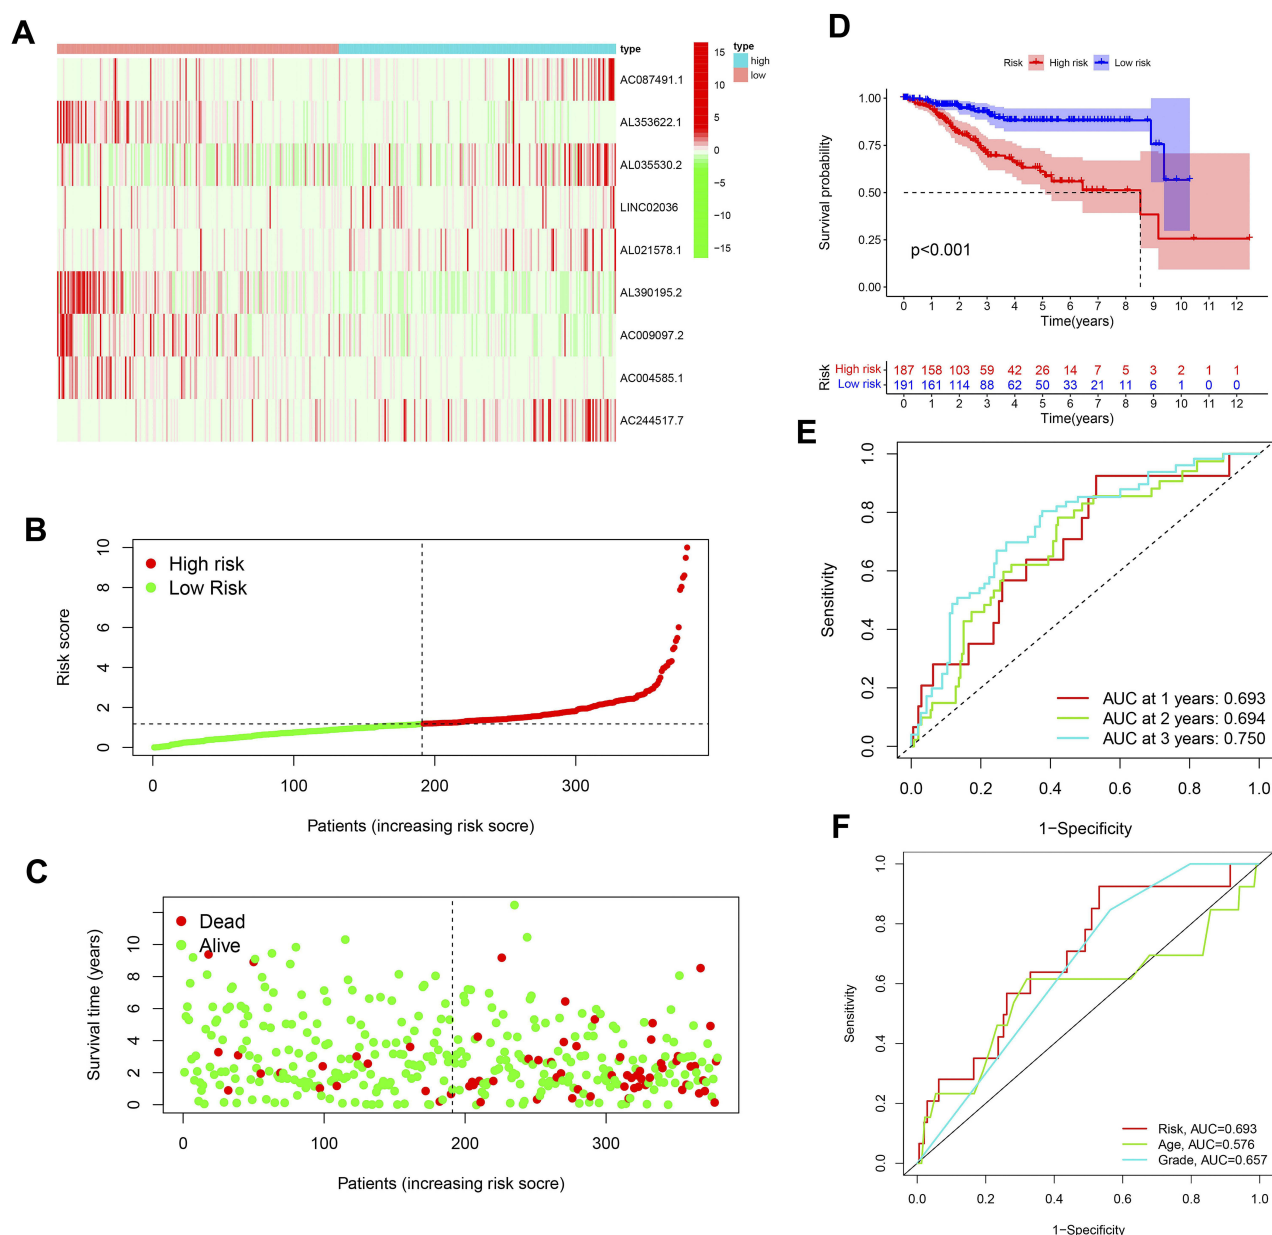 A
type
AC087491.1
AL353622.1
AL035530.2
LINC02036
AL021578.1
AL390195.2
AC009097.2
AC004585.1
AC244517.7
15
10
5
0
−5
−10
−15
type
high
low
B
High risk
Low Risk
Risk score
0 2 4 6 8 10
0 100 200 300
Patients (increasing risk socre)
C
Dead
Alive
Survival time (years)
0 2 4 6 8 10
0 100 200 300
Patients (increasing risk socre)
D
Risk High risk Low risk
Survival probability
1.00
0.75
0.50
0.25
0.00
p<0.001
0 1 2 3 4 5 6 7 8 9 10 11 12
Time(years)
Risk
High risk 187 158 103 59 42 26 14 7 5 3 2 1 1
Low risk 191 161 114 88 62 50 33 21 11 6 1 0 0
0 1 2 3 4 5 6 7 8 9 10 11 12
Time(years)
E
Sensitivity
0.0 0.2 0.4 0.6 0.8 1.0
AUC at 1 years: 0.693
AUC at 2 years: 0.694
AUC at 3 years: 0.750
0.0 0.2 0.4 0.6 0.8 1.0
1−Specificity
F
Sensitivity
0.0 0.2 0.4 0.6 0.8 1.0
Risk, AUC=0.693
Age, AUC=0.576
Grade, AUC=0.657
0.0 0.2 0.4 0.6 0.8 1.0
1−Specificity